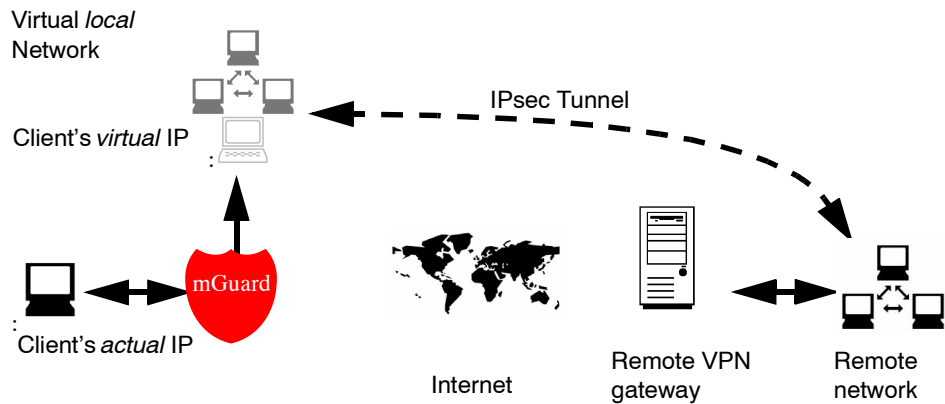 Virtual local
Network
IPsec Tunnel
Client’s virtual IP
:
mGuard
:
Client’s actual IP
Internet
Remote VPN
gateway
Remote
network